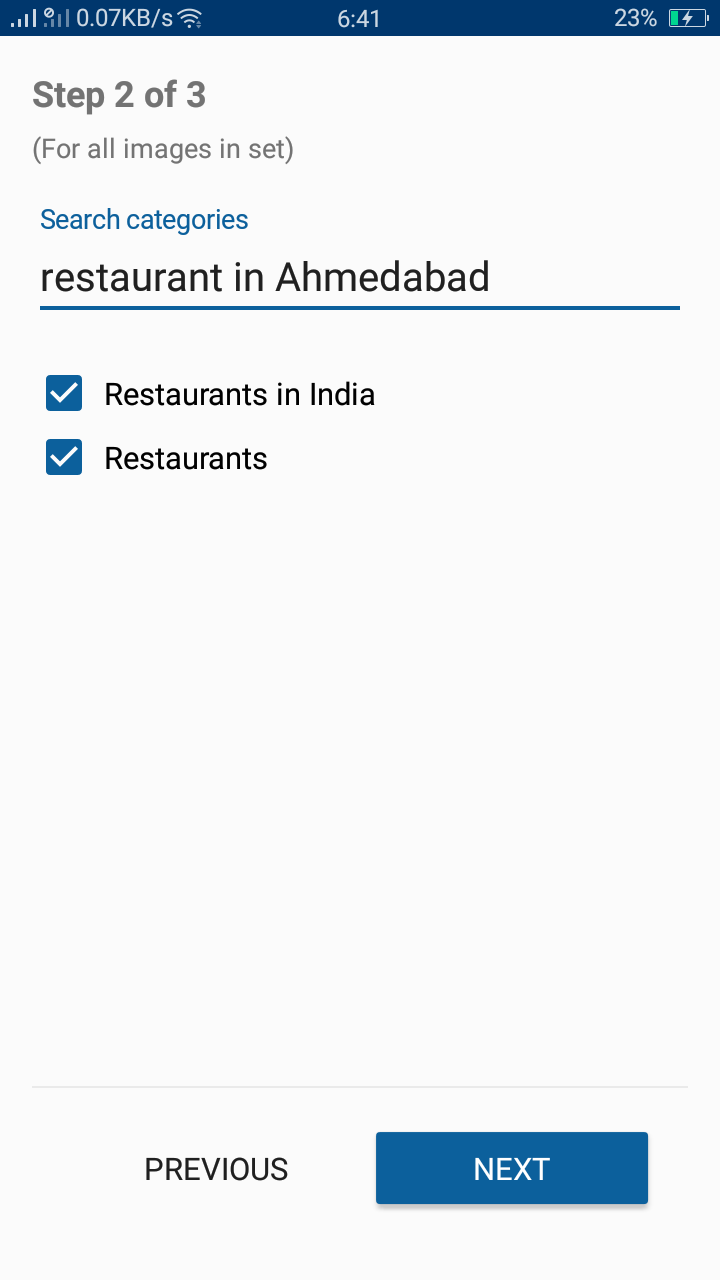 0.07KB/s 6:41 23%
Step 2 of 3
(For all images in set)
Search categories
restaurant in Ahmedabad
Restaurants in India
Restaurants
PREVIOUS NEXT